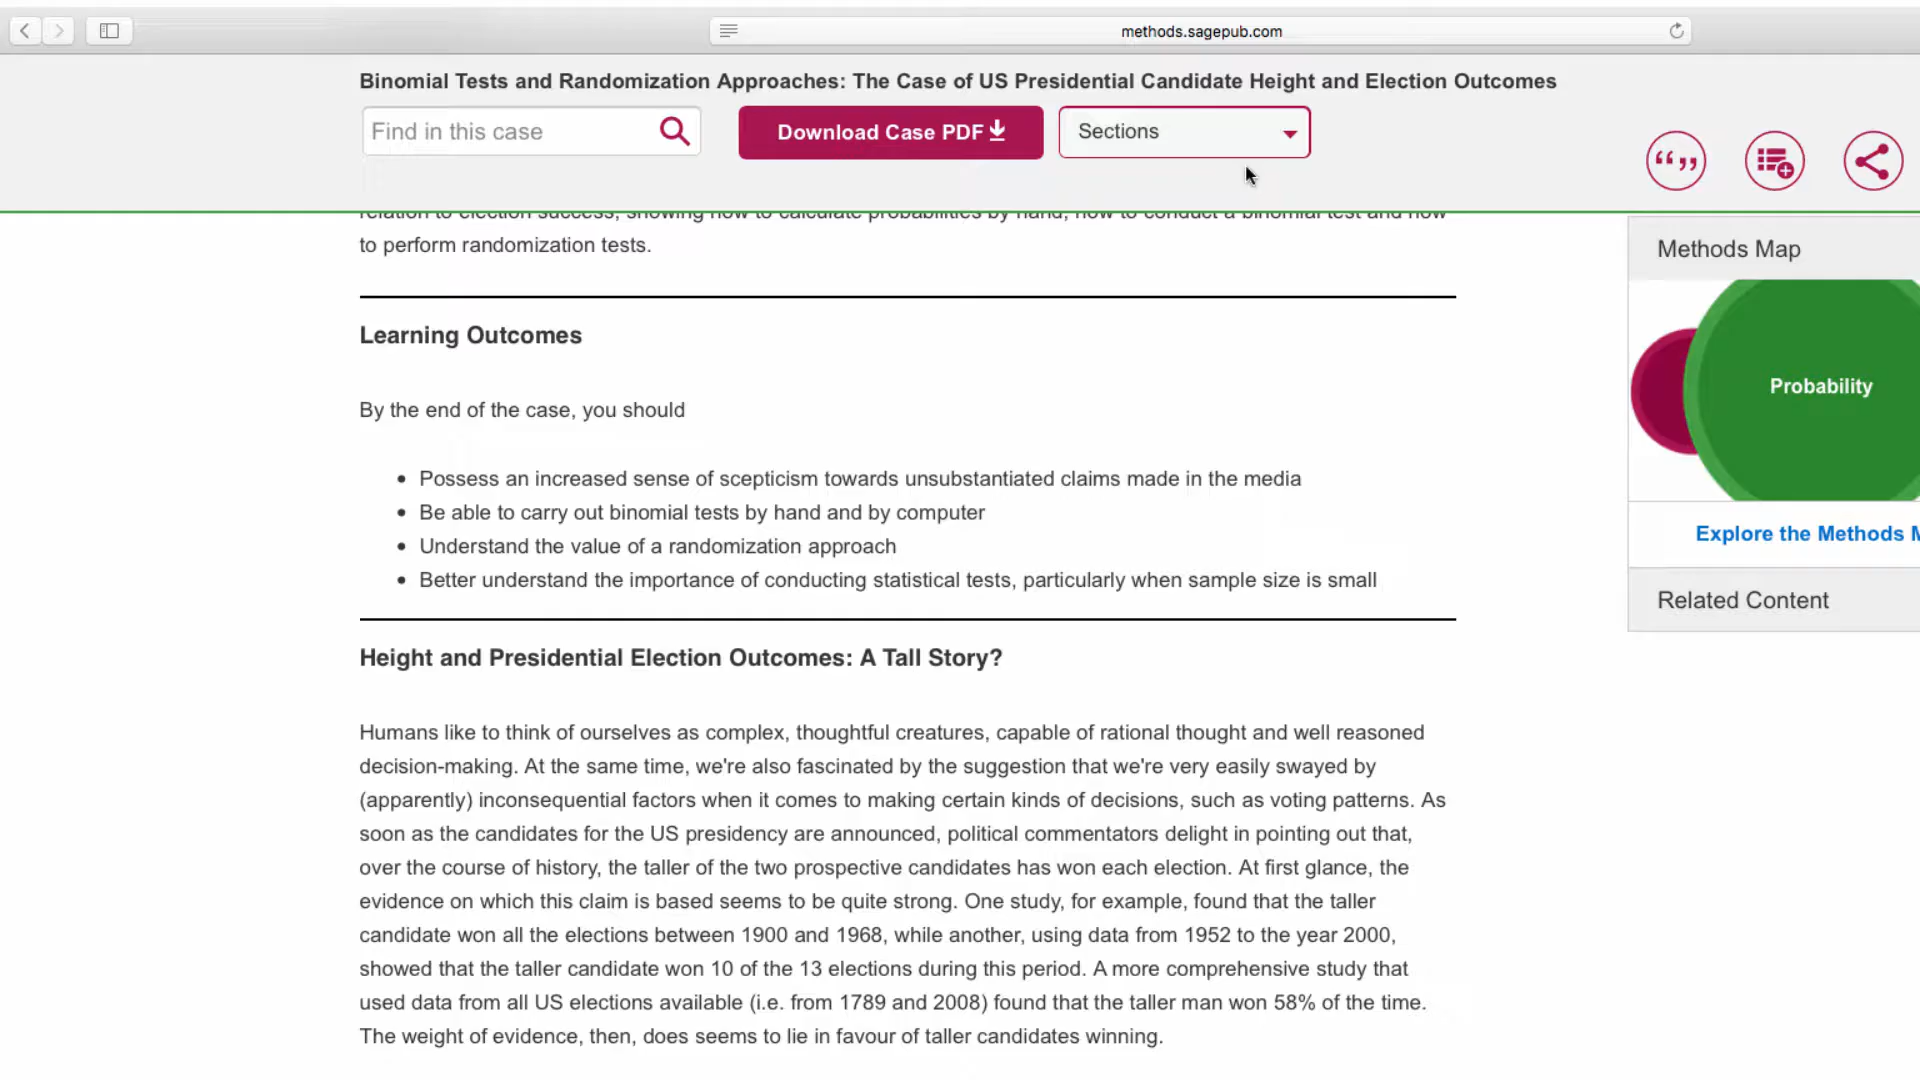 methods.sagepub.com
Binomial Tests and Randomization Approaches: The Case of US Presidential Candidate Height and Election Outcomes
Find in this case
Download Case PDF
Sections
“ ”
relation to election success, showing how to calculate probabilities by hand, how to conduct a binomial test and how
to perform randomization tests.
Methods Map
Probability
Explore the Methods M
Related Content
Learning Outcomes
By the end of the case, you should
• Possess an increased sense of scepticism towards unsubstantiated claims made in the media
• Be able to carry out binomial tests by hand and by computer
• Understand the value of a randomization approach
• Better understand the importance of conducting statistical tests, particularly when sample size is small
Height and Presidential Election Outcomes: A Tall Story?
Humans like to think of ourselves as complex, thoughtful creatures, capable of rational thought and well reasoned
decision-making. At the same time, we're also fascinated by the suggestion that we're very easily swayed by
(apparently) inconsequential factors when it comes to making certain kinds of decisions, such as voting patterns. As
soon as the candidates for the US presidency are announced, political commentators delight in pointing out that,
over the course of history, the taller of the two prospective candidates has won each election. At first glance, the
evidence on which this claim is based seems to be quite strong. One study, for example, found that the taller
candidate won all the elections between 1900 and 1968, while another, using data from 1952 to the year 2000,
showed that the taller candidate won 10 of the 13 elections during this period. A more comprehensive study that
used data from all US elections available (i.e. from 1789 and 2008) found that the taller man won 58% of the time.
The weight of evidence, then, does seems to lie in favour of taller candidates winning.